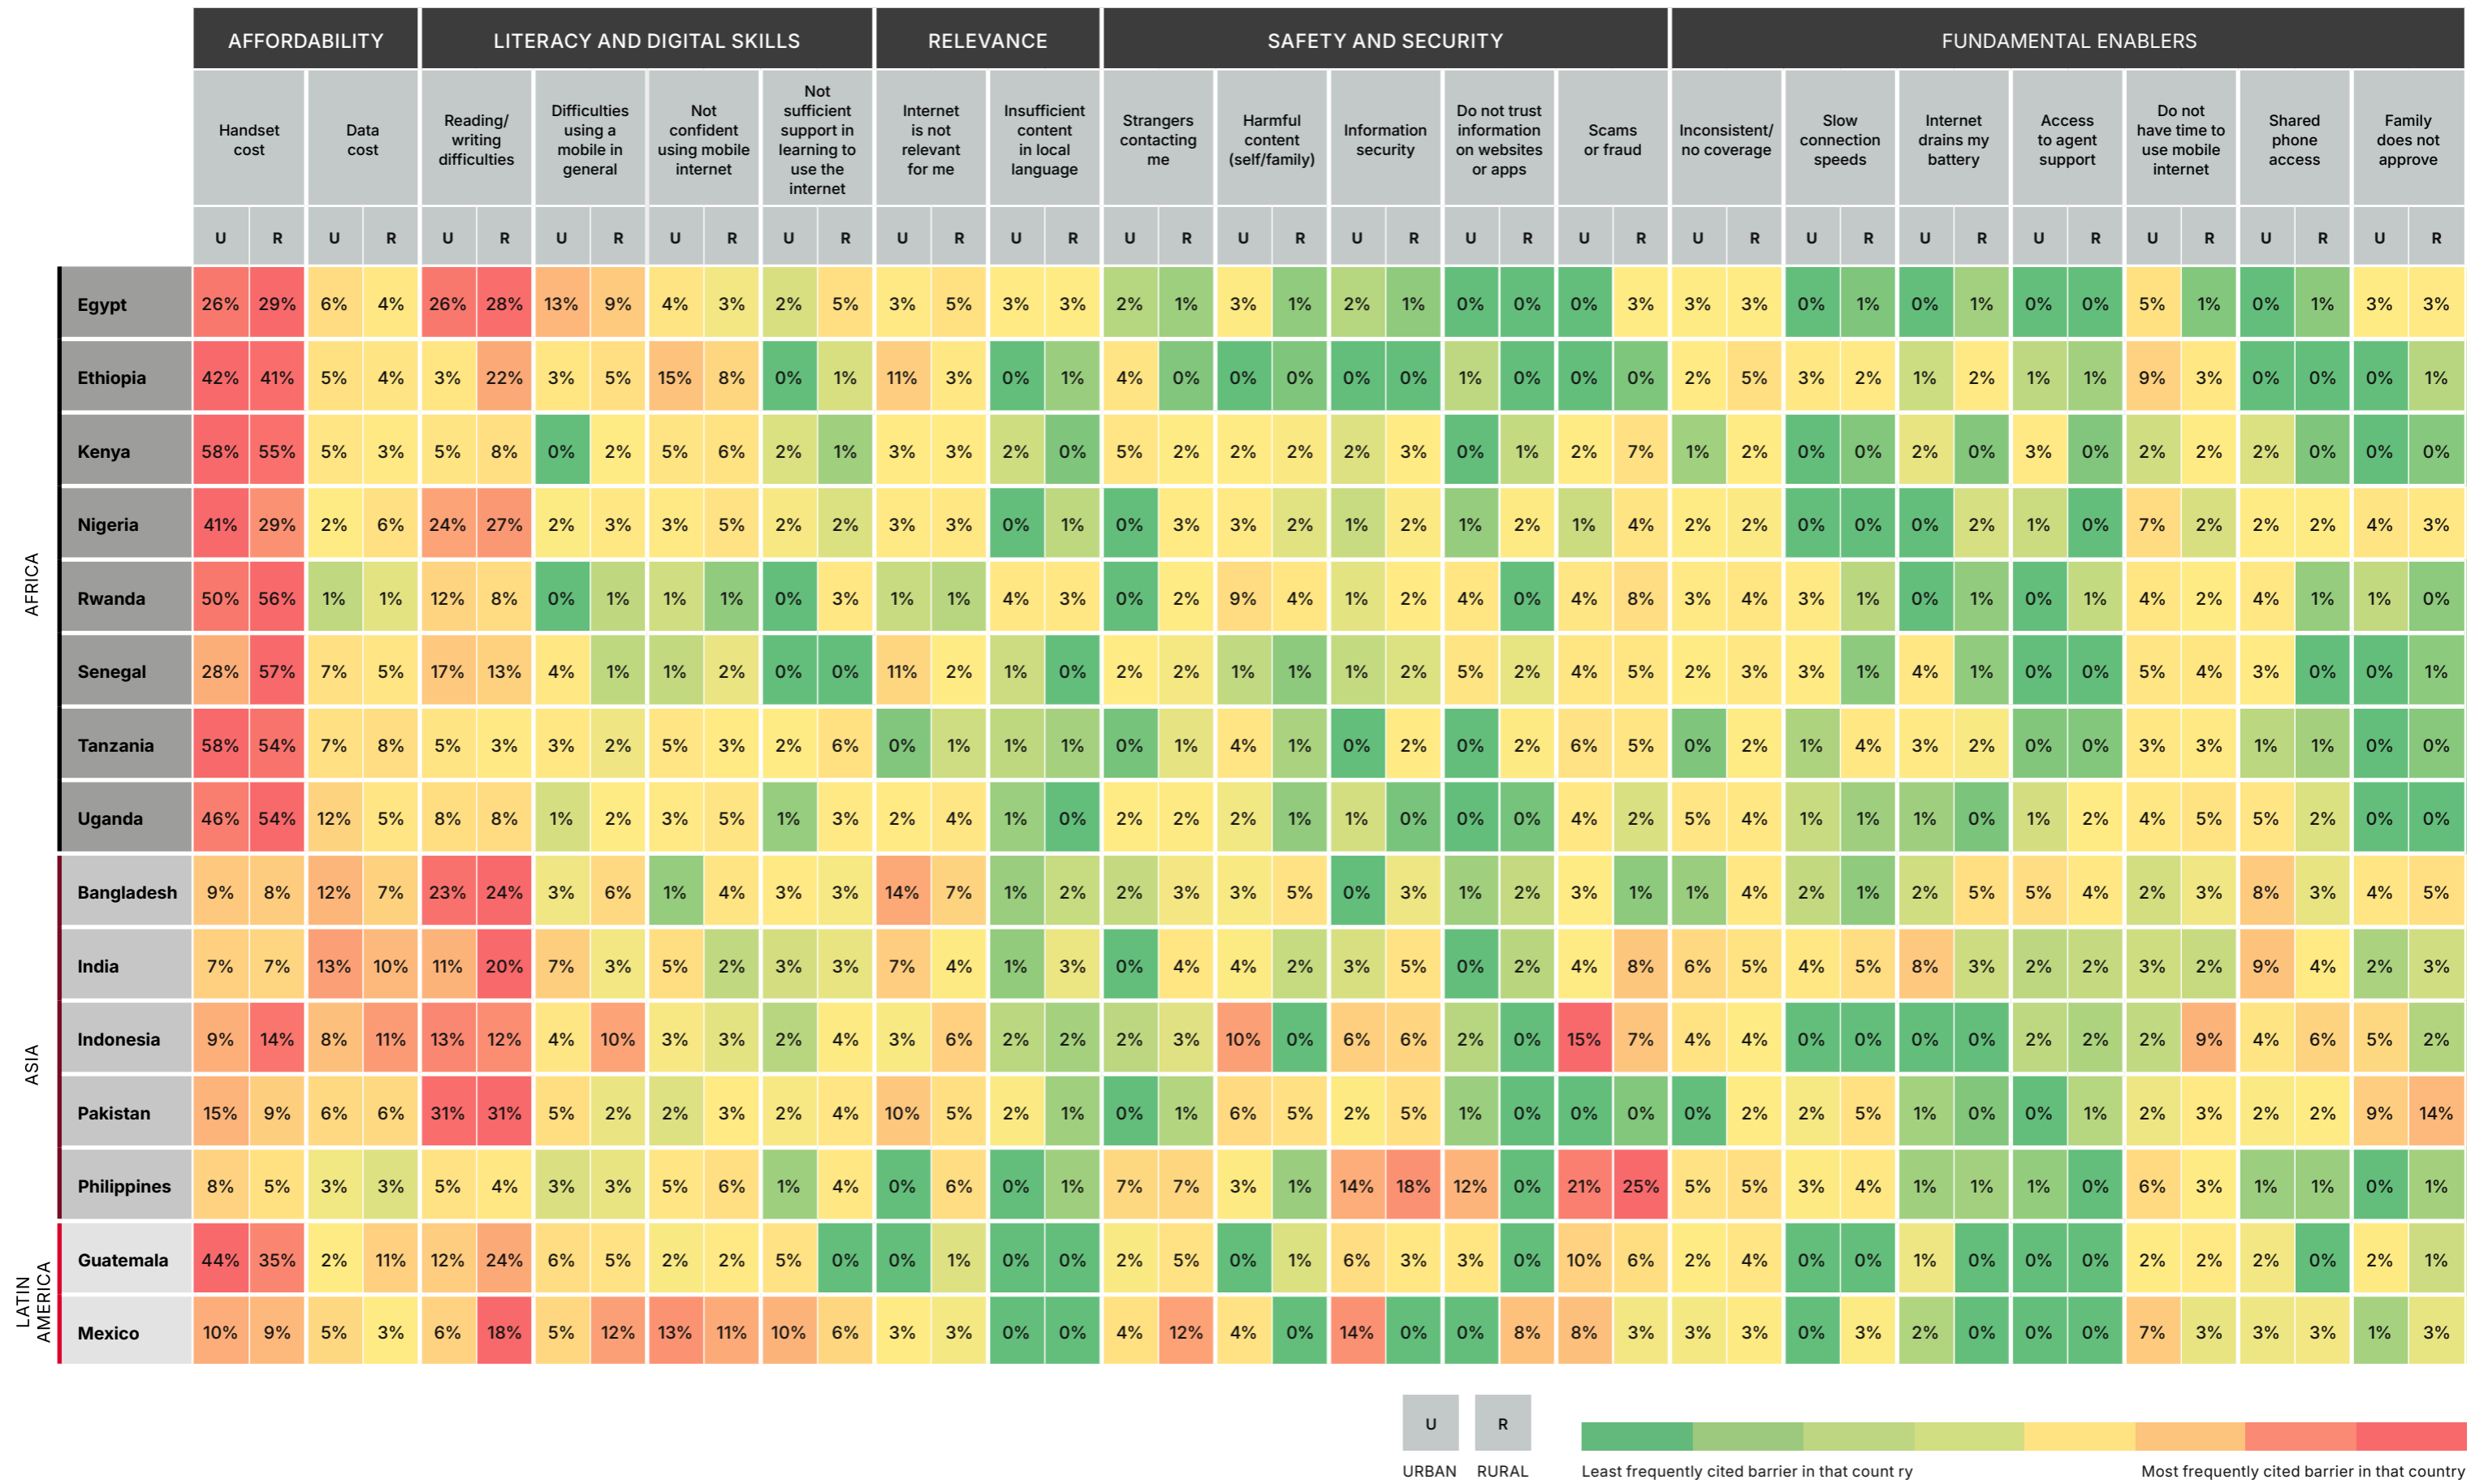 AFFORDABILITY LITERACY AND DIGITAL SKILLS RELEVANCE SAFETY AND SECURITY FUNDAMENTAL ENABLERS
Handset cost
Data cost
Reading/ writing difficulties
Difficulties using a mobile in general
Not confident using mobile internet
Not sufficient support in learning to use the internet
Internet is not relevant for me
Insufficient content in local language
Strangers contacting me
Harmful content (self/family)
Information security
Do not trust information on websites or apps
Scams or fraud
Inconsistent/ no coverage
Slow connection speeds
Internet drains my battery
Access to agent support
Do not have time to use mobile internet
Shared phone access
Family does not approve
U R U R U R U R U R U R U R U R U R U R U R U R U R U R U R U R U R U R U R U R
AFRICA
Egypt 26% 29% 6% 4% 26% 28% 13% 9% 4% 3% 2% 5% 3% 5% 3% 3% 2% 1% 3% 1% 2% 1% 0% 0% 0% 3% 3% 3% 0% 1% 0% 1% 0% 0% 5% 1% 0% 1% 3% 3%
Ethiopia 42% 41% 5% 4% 3% 22% 3% 5% 15% 8% 0% 1% 11% 3% 0% 1% 4% 0% 0% 0% 0% 0% 1% 0% 0% 0% 2% 5% 3% 2% 1% 2% 1% 1% 9% 3% 0% 0% 0% 1%
Kenya 58% 55% 5% 3% 5% 8% 0% 2% 5% 6% 2% 1% 3% 3% 2% 0% 5% 2% 2% 2% 2% 3% 0% 1% 2% 7% 1% 2% 0% 0% 2% 0% 3% 0% 2% 2% 2% 0% 0% 0%
Nigeria 41% 29% 2% 6% 24% 27% 2% 3% 3% 5% 2% 2% 3% 3% 0% 1% 0% 3% 3% 2% 1% 2% 1% 2% 1% 4% 2% 2% 0% 0% 0% 2% 1% 0% 7% 2% 2% 2% 4% 3%
Rwanda 50% 56% 1% 1% 12% 8% 0% 1% 1% 1% 0% 3% 1% 1% 4% 3% 0% 2% 9% 4% 1% 2% 4% 0% 4% 8% 3% 4% 3% 1% 0% 1% 0% 1% 4% 2% 4% 1% 1% 0%
Senegal 28% 57% 7% 5% 17% 13% 4% 1% 1% 2% 0% 0% 11% 2% 1% 0% 2% 2% 1% 1% 1% 2% 5% 2% 4% 5% 2% 3% 3% 1% 4% 1% 0% 0% 5% 4% 3% 0% 0% 1%
Tanzania 58% 54% 7% 8% 5% 3% 3% 2% 5% 3% 2% 6% 0% 1% 1% 1% 0% 1% 4% 1% 0% 2% 0% 2% 6% 5% 0% 2% 1% 4% 3% 2% 0% 0% 3% 3% 1% 1% 0% 0%
Uganda 46% 54% 12% 5% 8% 8% 1% 2% 3% 5% 1% 3% 2% 4% 1% 0% 2% 2% 2% 1% 1% 0% 0% 0% 4% 2% 5% 4% 1% 1% 1% 0% 1% 2% 4% 5% 5% 2% 0% 0%
ASIA
Bangladesh 9% 8% 12% 7% 23% 24% 3% 6% 1% 4% 3% 3% 14% 7% 1% 2% 2% 3% 3% 5% 0% 3% 1% 2% 3% 1% 1% 4% 2% 1% 2% 5% 5% 4% 2% 3% 8% 3% 4% 5%
India 7% 7% 13% 10% 11% 20% 7% 3% 5% 2% 3% 3% 7% 4% 1% 3% 0% 4% 4% 2% 3% 5% 0% 2% 4% 8% 6% 5% 4% 5% 8% 3% 2% 2% 3% 2% 9% 4% 2% 3%
Indonesia 9% 14% 8% 11% 13% 12% 4% 10% 3% 3% 2% 4% 3% 6% 2% 2% 2% 3% 10% 0% 6% 6% 2% 0% 15% 7% 4% 4% 0% 0% 0% 0% 2% 2% 2% 9% 4% 6% 5% 2%
Pakistan 15% 9% 6% 6% 31% 31% 5% 2% 2% 3% 2% 4% 10% 5% 2% 1% 0% 1% 6% 5% 2% 5% 1% 0% 0% 0% 0% 2% 2% 5% 1% 0% 0% 1% 2% 3% 2% 2% 9% 14%
Philippines 8% 5% 3% 3% 5% 4% 3% 3% 5% 6% 1% 4% 0% 6% 0% 1% 7% 7% 3% 1% 14% 18% 12% 0% 21% 25% 5% 5% 3% 4% 1% 1% 1% 0% 6% 3% 1% 1% 0% 1%
LATIN AMERICA
Guatemala 44% 35% 2% 11% 12% 24% 6% 5% 2% 2% 5% 0% 0% 1% 0% 0% 2% 5% 0% 1% 6% 3% 3% 0% 10% 6% 2% 4% 0% 0% 1% 0% 0% 0% 2% 2% 2% 0% 2% 1%
Mexico 10% 9% 5% 3% 6% 18% 5% 12% 13% 11% 10% 6% 3% 3% 0% 0% 4% 12% 4% 0% 14% 0% 0% 8% 8% 3% 3% 3% 0% 3% 2% 0% 0% 0% 7% 3% 3% 3% 1% 3%
U R
URBAN RURAL
Least frequently cited barrier in that count ry
Most frequently cited barrier in that country